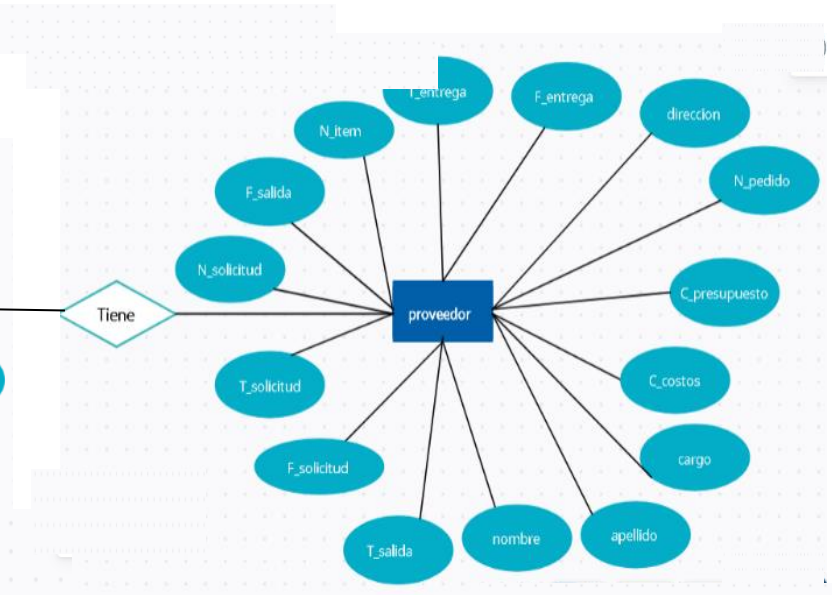 T_entrega
F_entrega
direccion
N_item
N_pedido
F_salida
N_solicitud
C_presupuesto
Tiene
proveedor
T_solicitud
C_costos
F_solicitud
cargo
T_salida
nombre
apellido